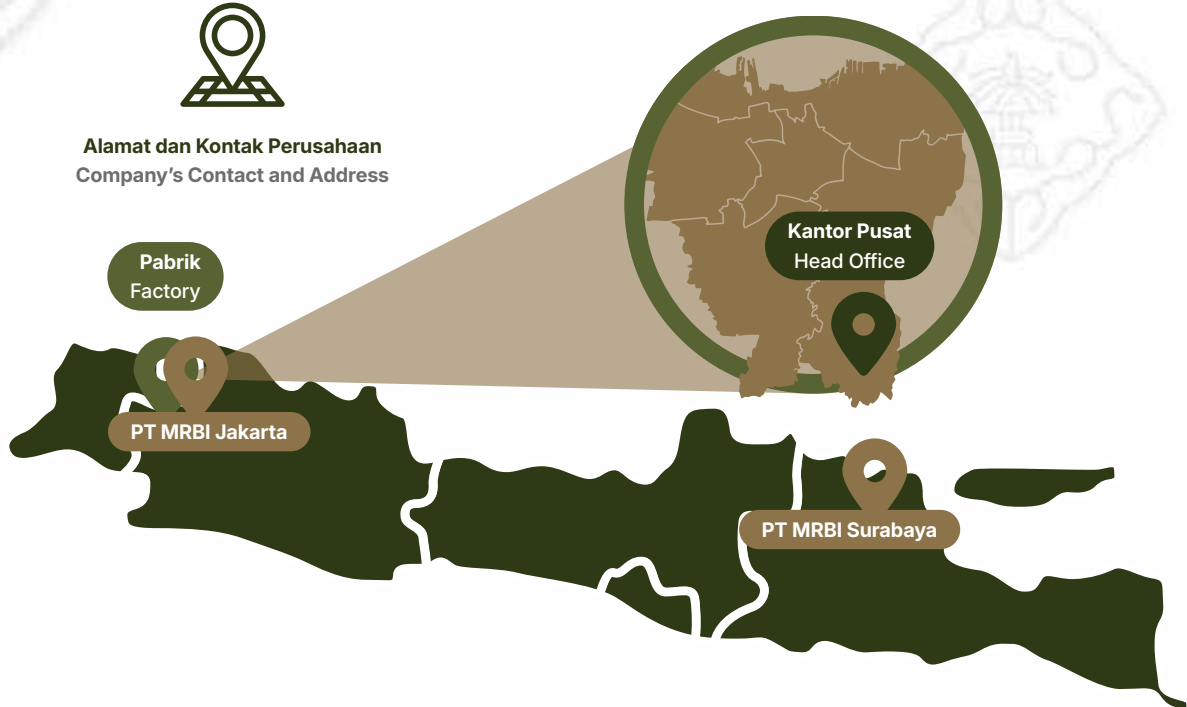 Alamat dan Kontak Perusahaan
Company's Contact and Address
Pabrik
Factory
Kantor Pusat
Head Office
PT MRBI Jakarta
PT MRBI Surabaya